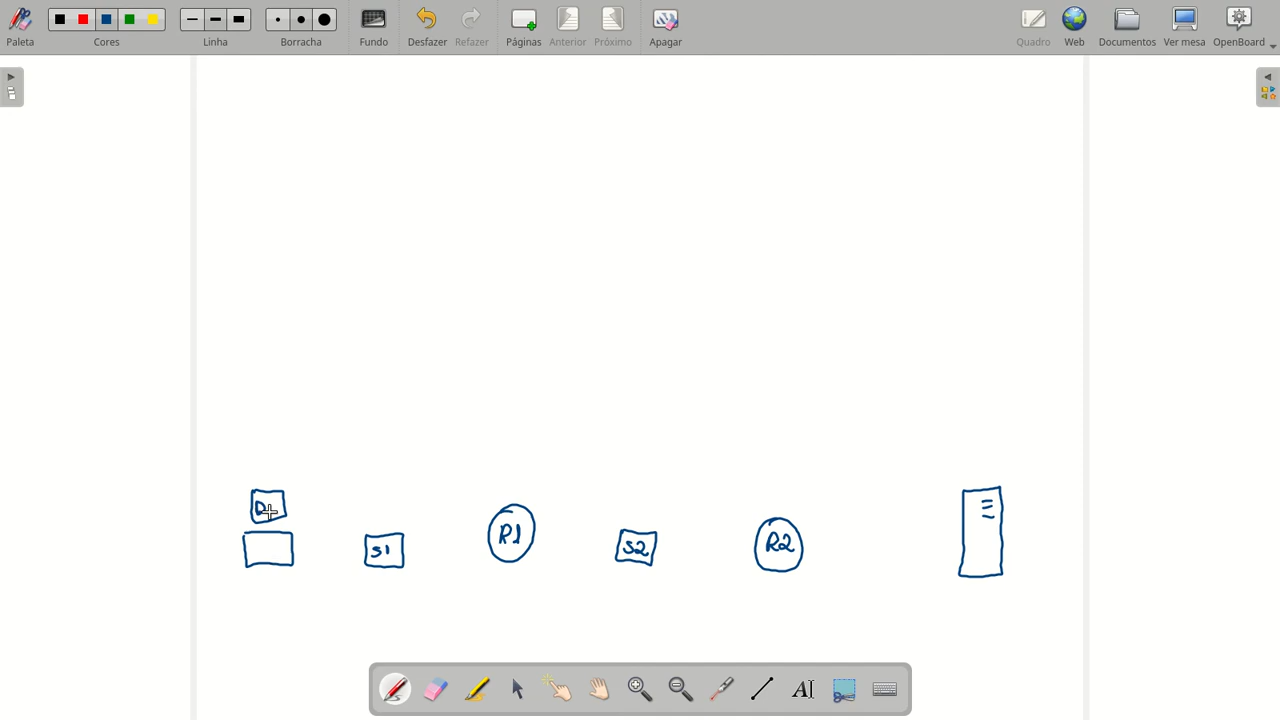 Paleta
Cores
Linha
Borracha
Fundo
Desfazer
Refazer
Páginas
Anterior
Próximo
Apagar
Quadro
Web
Documentos
Ver mesa
OpenBoard
D
S1
R1
S2
R2